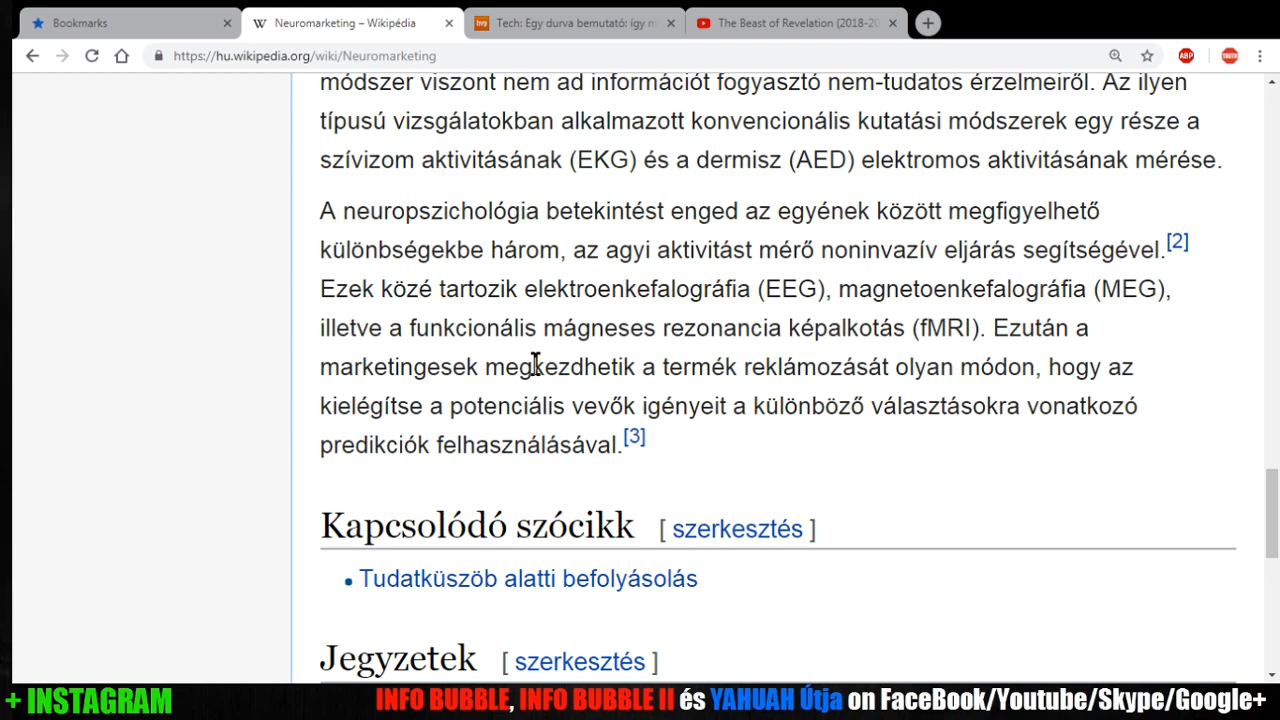 Bookmarks
Neuromarketing – Wikipédia
Tech: Egy durva bemutató: így m
The Beast of Revelation (2018-20
https://hu.wikipedia.org/wiki/Neuromarketing
módszer viszont nem ad információt fogyasztó nem-tudatos érzelmeiről. Az ilyen
típusú vizsgálatokban alkalmazott konvencionális kutatási módszerek egy része a
szívizom aktivitásának (EKG) és a dermisz (AED) elektromos aktivitásának mérése.
A neuropszichológia betekintést enged az egyének között megfigyelhető
különbségekbe három, az agyi aktivitást mérő noninvazív eljárás segítségével.[2]
Ezek közé tartozik elektroenkefalográfia (EEG), magnetoenkefalográfia (MEG),
illetve a funkcionális mágneses rezonancia képalkotás (fMRI). Ezután a
marketingesek megkezdhetik a termék reklámozását olyan módon, hogy az
kielégítse a potenciális vevők igényeit a különböző választásokra vonatkozó
predikciók felhasználásával.[3]
Kapcsolódó szócikk [ szerkesztés ]
• Tudatküszöb alatti befolyásolás
Jegyzetek [ szerkesztés ]
+ INSTAGRAM INFO BUBBLE, INFO BUBBLE II és YAHUAH Útja on FaceBook/Youtube/Skype/Google+